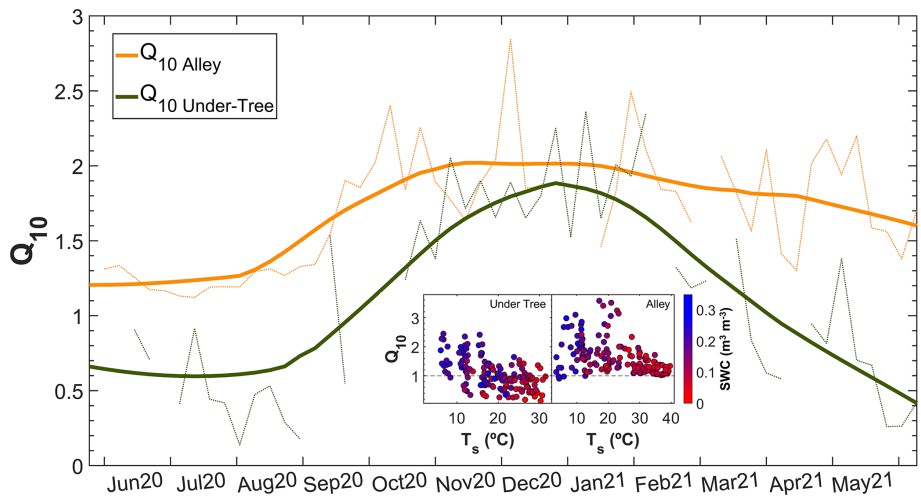 3
2.5
2
1.5
1
0.5
0
Q10
Q10 Alley
Q10 Under-Tree
Under Tree
Alley
Q10
3
2
1
10 20 30
10 20 30 40
Ts (ºC)
Ts (ºC)
0.3
0.2
0.1
0
SWC (m³ m⁻³)
Jun20 Jul20 Aug20 Sep20 Oct20 Nov20 Dec20 Jan21 Feb21 Mar21 Apr21 May21